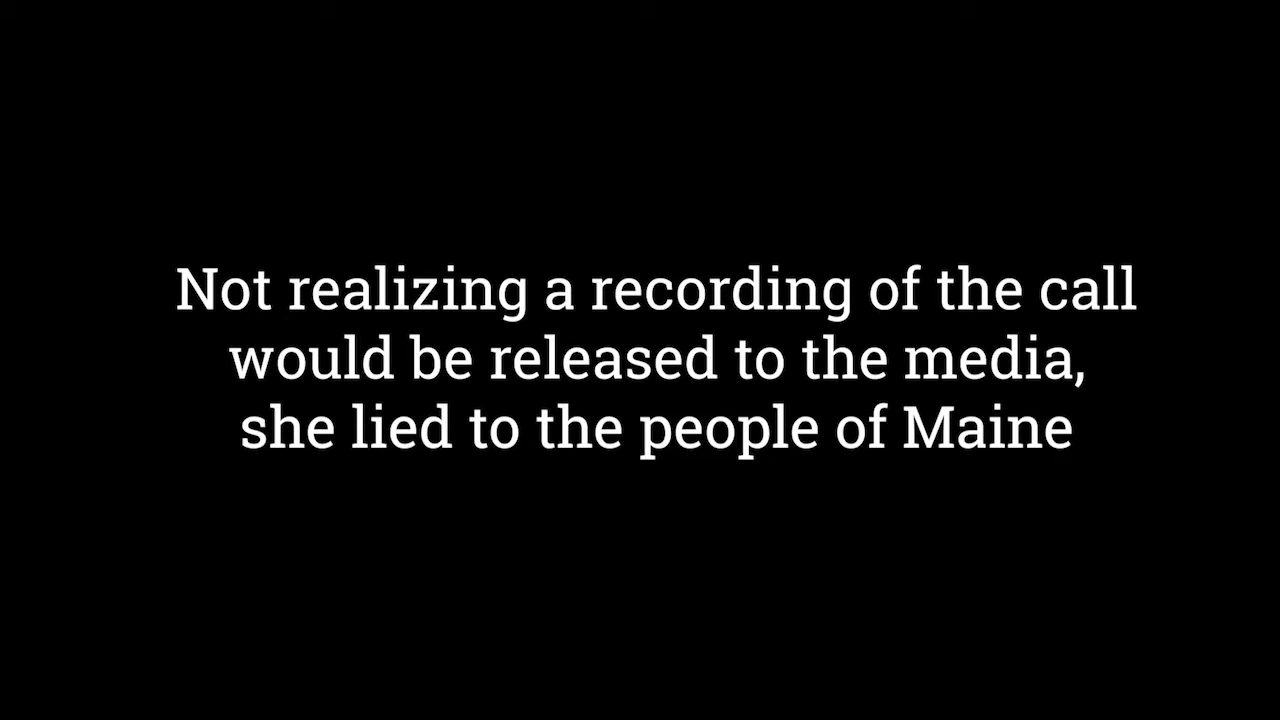 Not realizing a recording of the call
would be released to the media,
she lied to the people of Maine